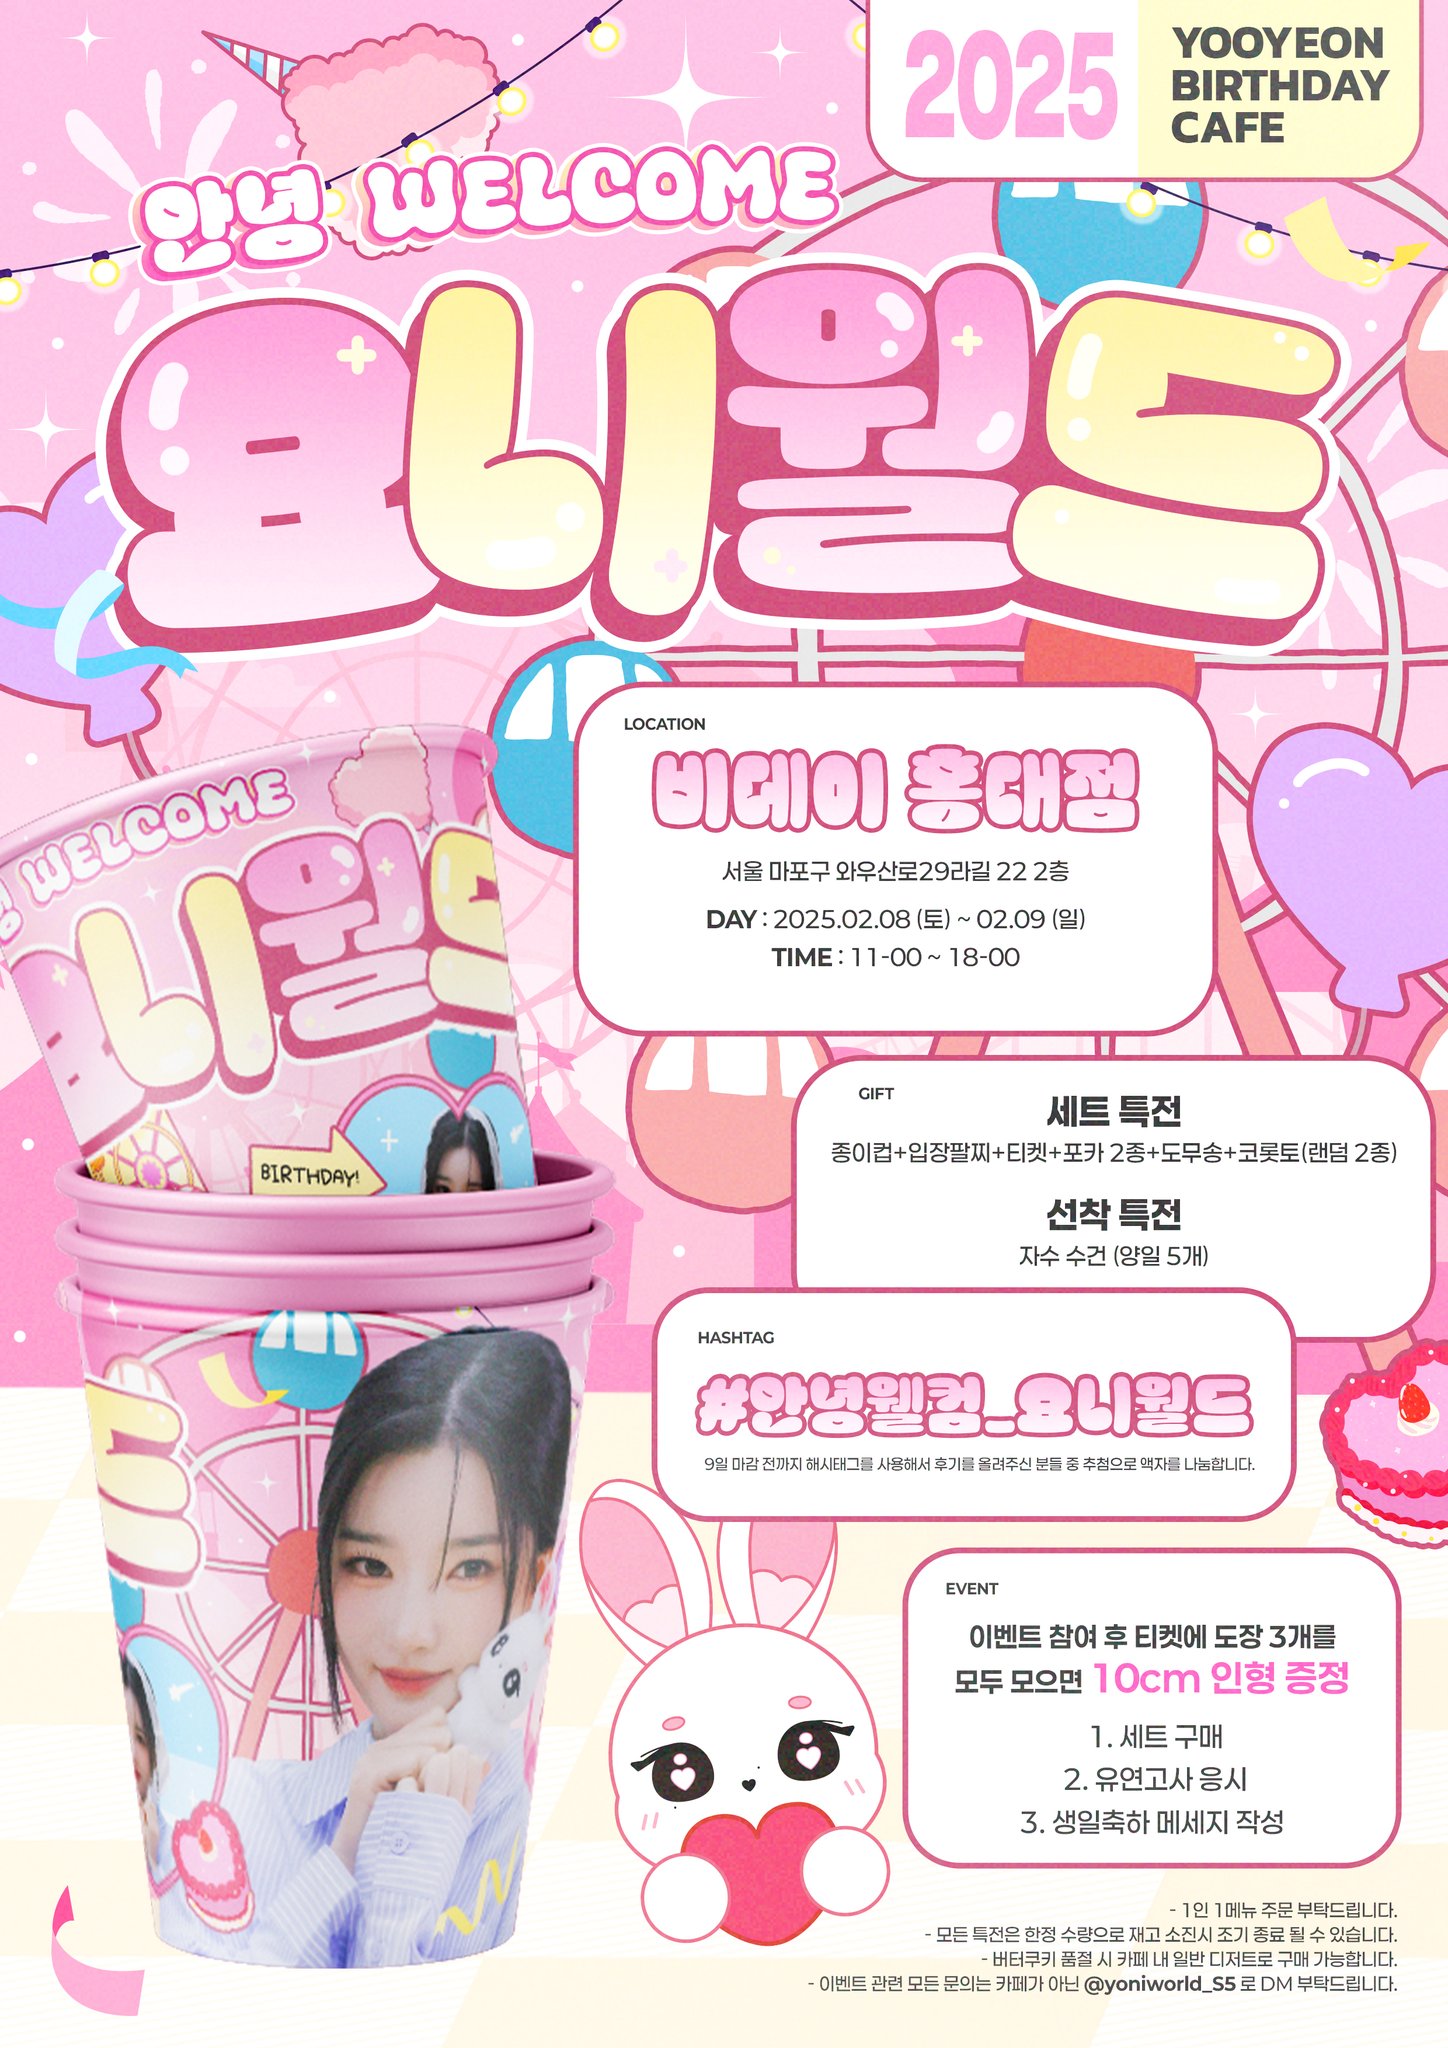 2025
YOOYEON
BIRTHDAY
CAFE
안녕 WELCOME
요니월드
LOCATION
비데이 홍대점
서울 마포구 와우산로29라길 22 2층
DAY : 2025.02.08 (토) ~ 02.09 (일)
TIME : 11-00 ~ 18-00
GIFT
세트 특전
종이컵+입장팔찌+티켓+포카 2종+도무송+코롯토(랜덤 2종)
선착 특전
자수 수건 (양일 5개)
HASHTAG
#안녕웰컴_요니월드
9일 마감 전까지 해시태그를 사용해서 후기를 올려주신 분들 중 추첨으로 액자를 나눔합니다.
EVENT
이벤트 참여 후 티켓에 도장 3개를
모두 모으면 10cm 인형 증정
1. 세트 구매
2. 유연고사 응시
3. 생일축하 메세지 작성
- 1인 1메뉴 주문 부탁드립니다.
- 모든 특전은 한정 수량으로 재고 소진시 조기 종료 될 수 있습니다.
- 버터쿠키 품절 시 카페 내 일반 디저트로 구매 가능합니다.
- 이벤트 관련 모든 문의는 카페가 아닌 @yoniworld_S5 로 DM 부탁드립니다.
WELCOME
니월
BIRTHDAY!
드